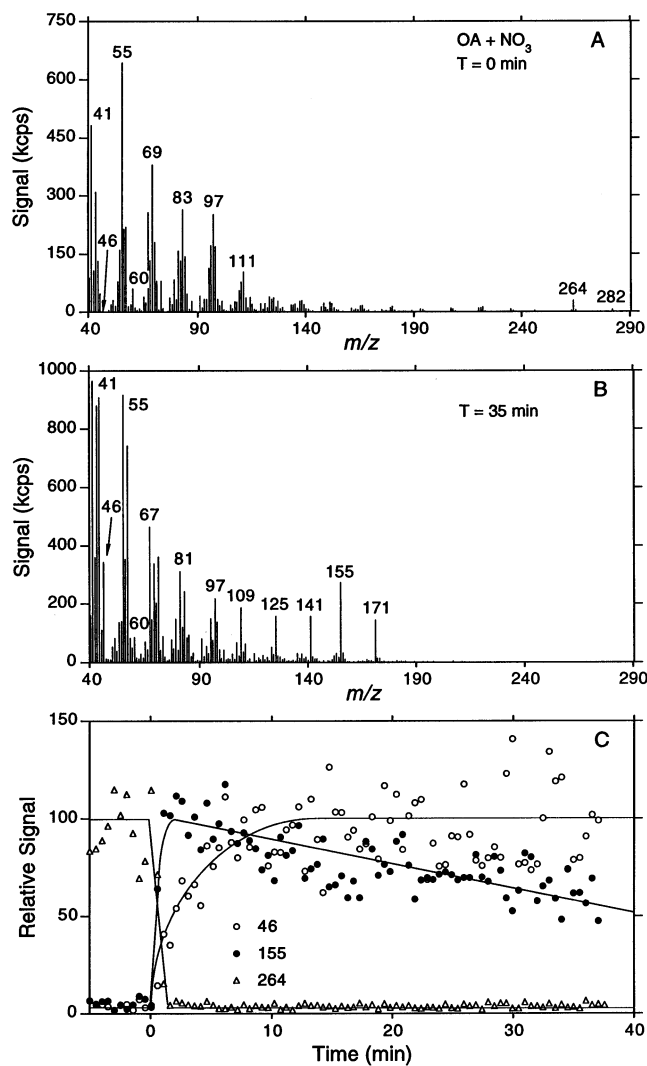 A
OA + NO3
T = 0 min
Signal (kcps)
750
600
450
300
150
0
41
55
69
83
97
111
46
60
264
282
40 90 140 190 240 290
m/z
B
T = 35 min
Signal (kcps)
1000
800
600
400
200
0
41
55
46
67
81
97
109
125
141
155
171
60
40 90 140 190 240 290
m/z
C
Relative Signal
150
100
50
0
46
155
264
0 10 20 30 40
Time (min)